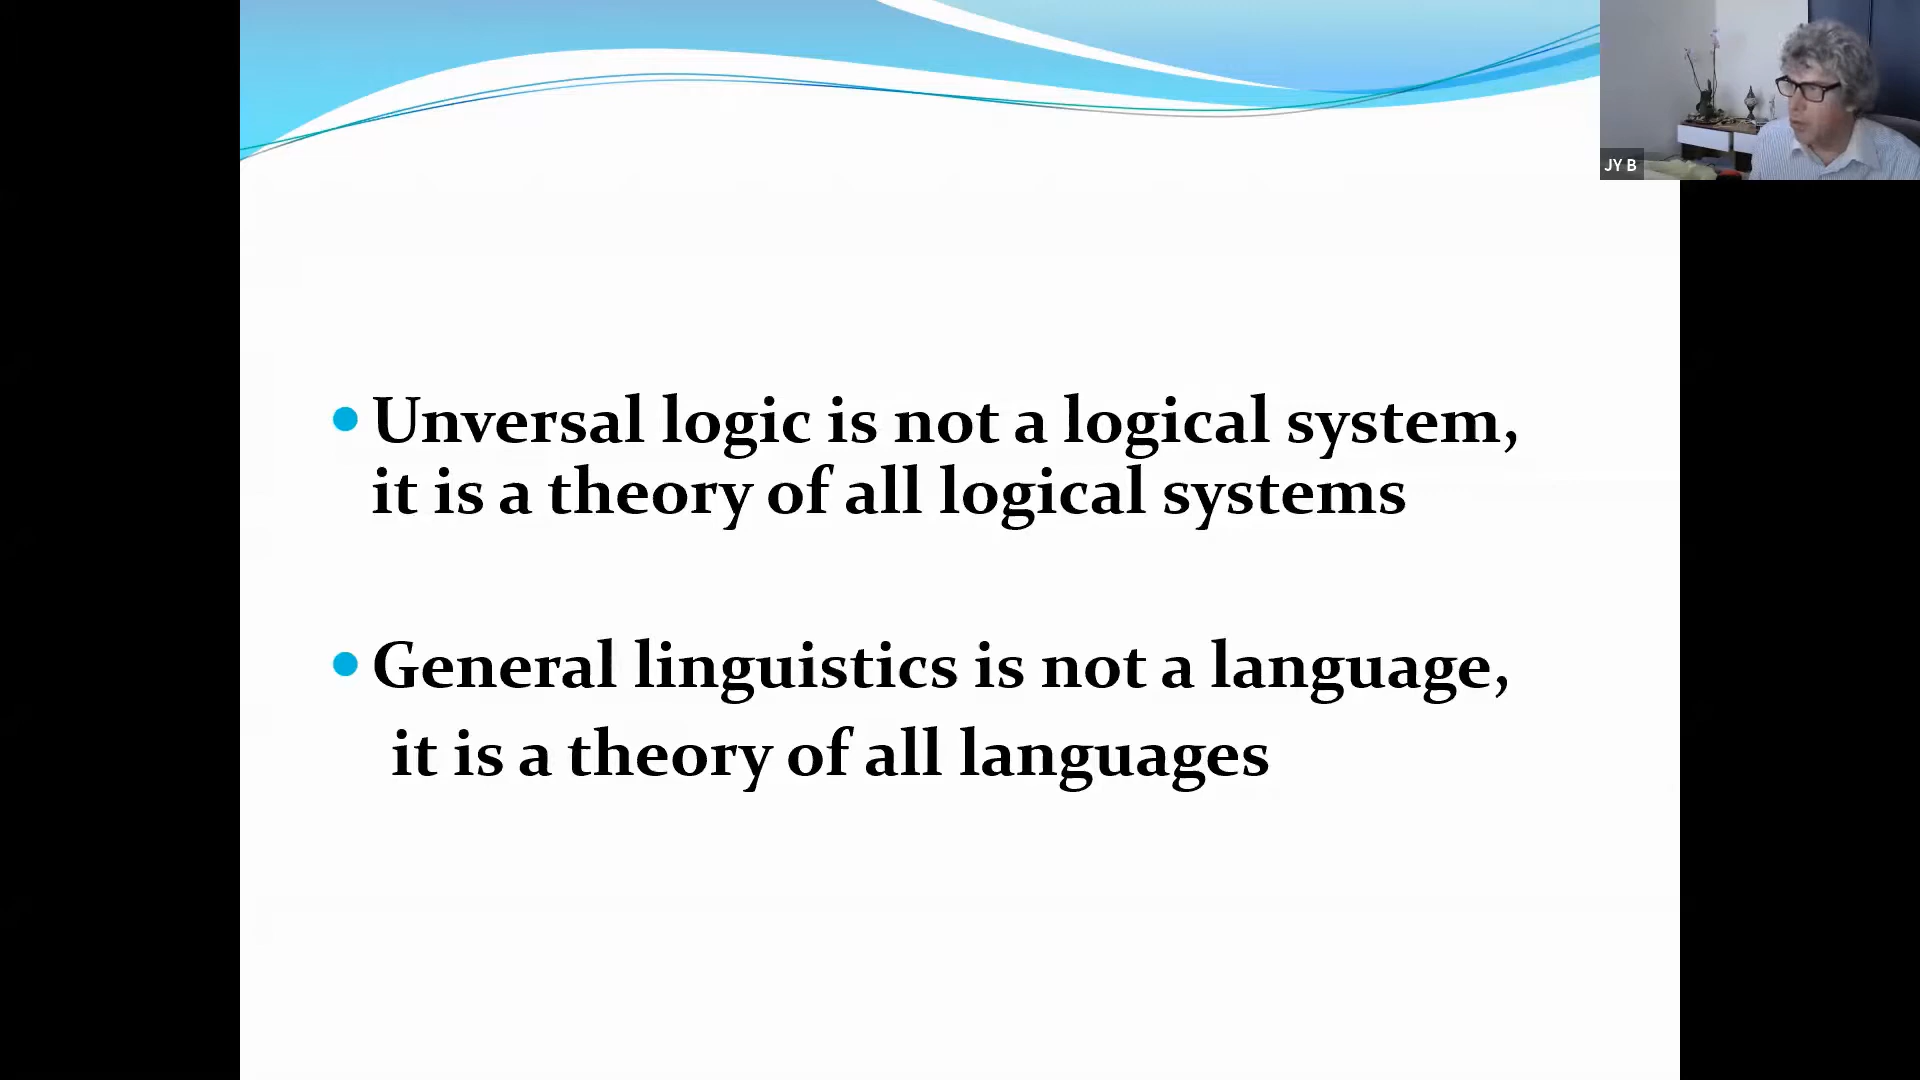 JY B
Unversal logic is not a logical system,
it is a theory of all logical systems
General linguistics is not a language,
it is a theory of all languages